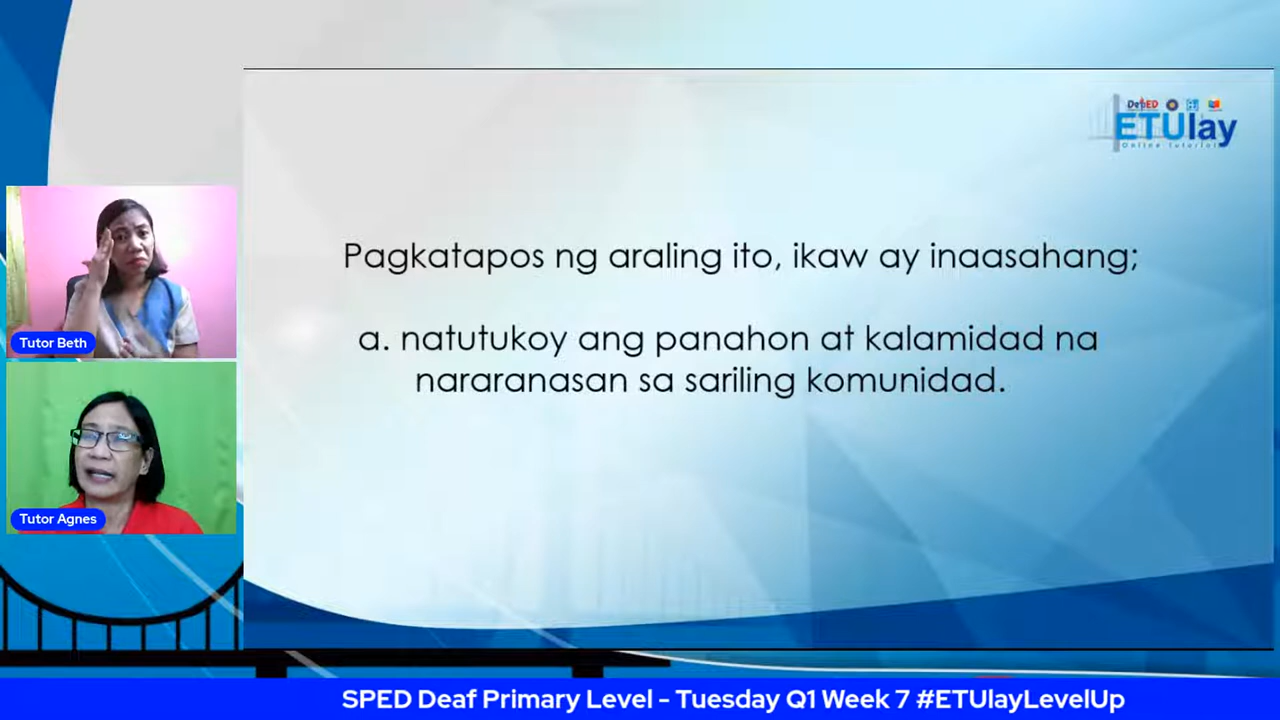 DepED
ETUlay
Online Tutorial
Pagkatapos ng araling ito, ikaw ay inaasahang;
a. natutukoy ang panahon at kalamidad na
nararanasan sa sariling komunidad.
Tutor Beth
Tutor Agnes
SPED Deaf Primary Level - Tuesday Q1 Week 7 #ETUlayLevelUp